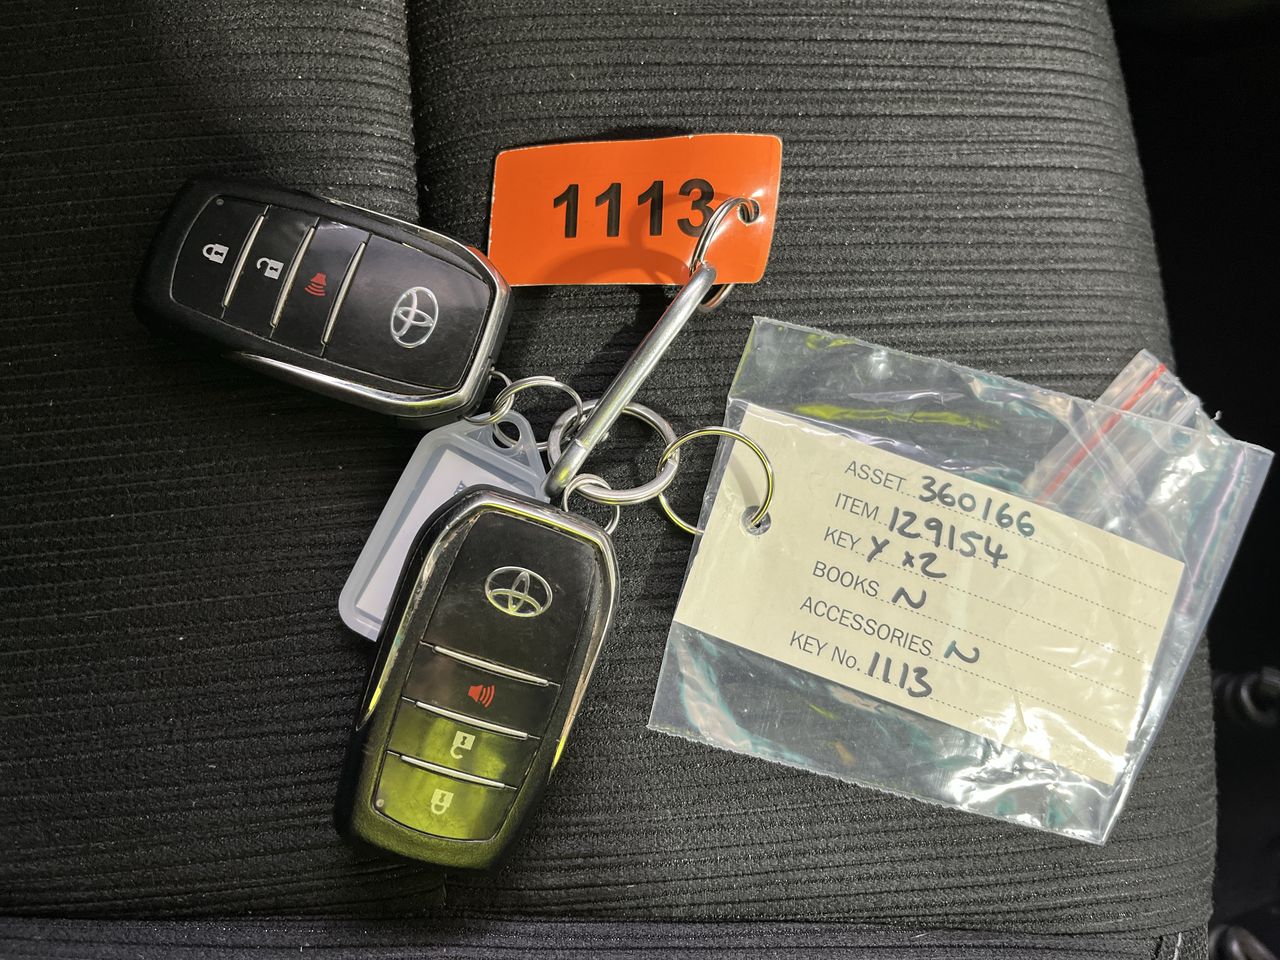 1113
ASSET 360166
ITEM 129154
KEY Y x2
BOOKS N
ACCESSORIES N
KEY No. 1113